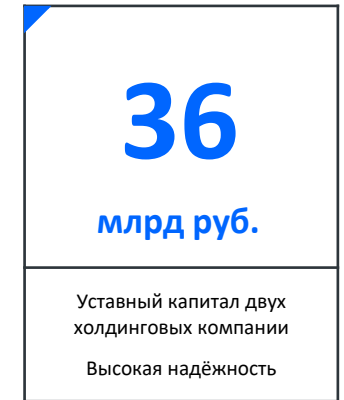 36
млрд руб.
Уставный капитал двух
холдинговых компании
Высокая надёжность